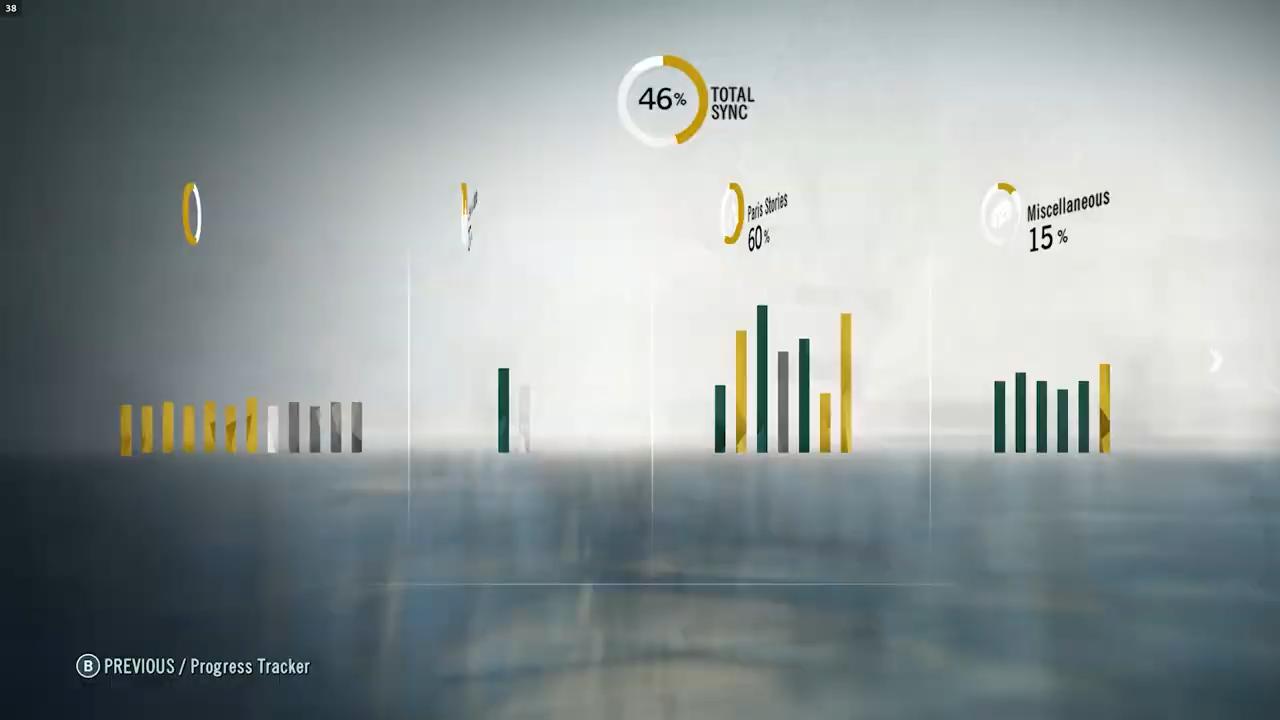 38
46%
TOTAL
SYNC
Paris Stories
60%
Miscellaneous
15 %
B PREVIOUS / Progress Tracker